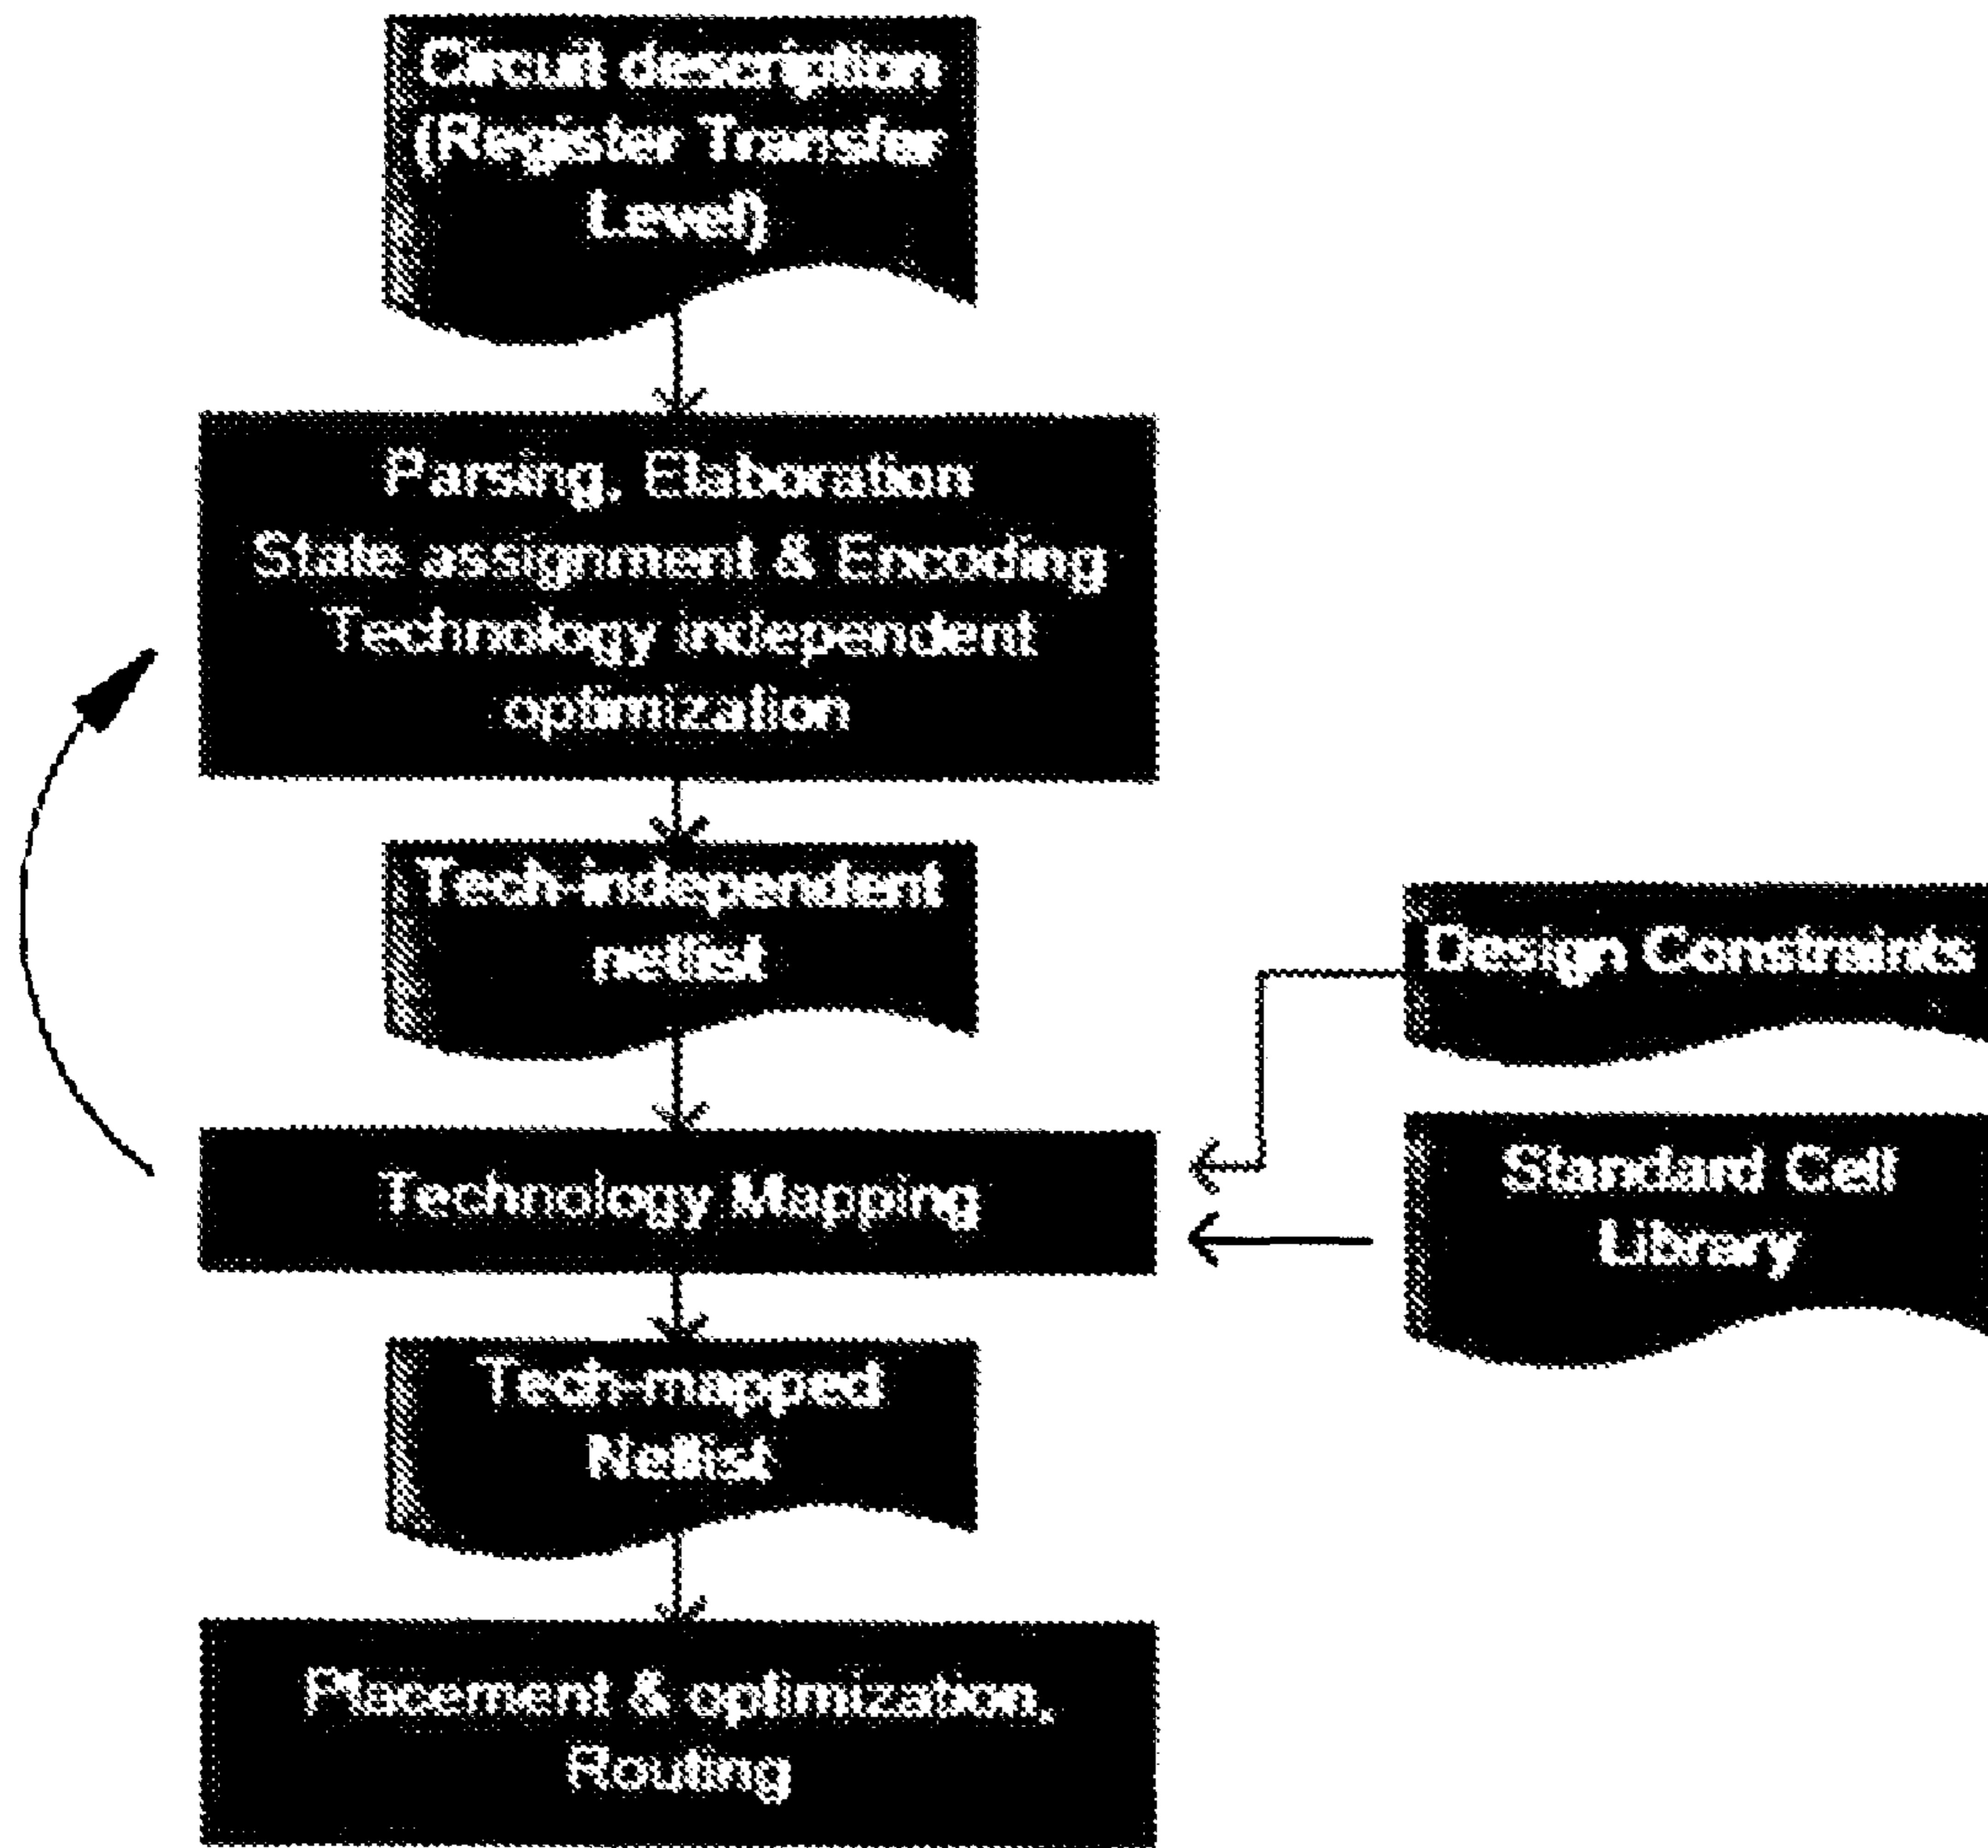 Circuit description
(Register Transfer
Level)
Parsing, Elaboration
State assignment & Encoding
Technology independent
optimization
Tech-independent
netlist
Design Constraints
Standard Cell
Library
Technology Mapping
Tech-mapped
Netlist
Placement & optimization,
Routing